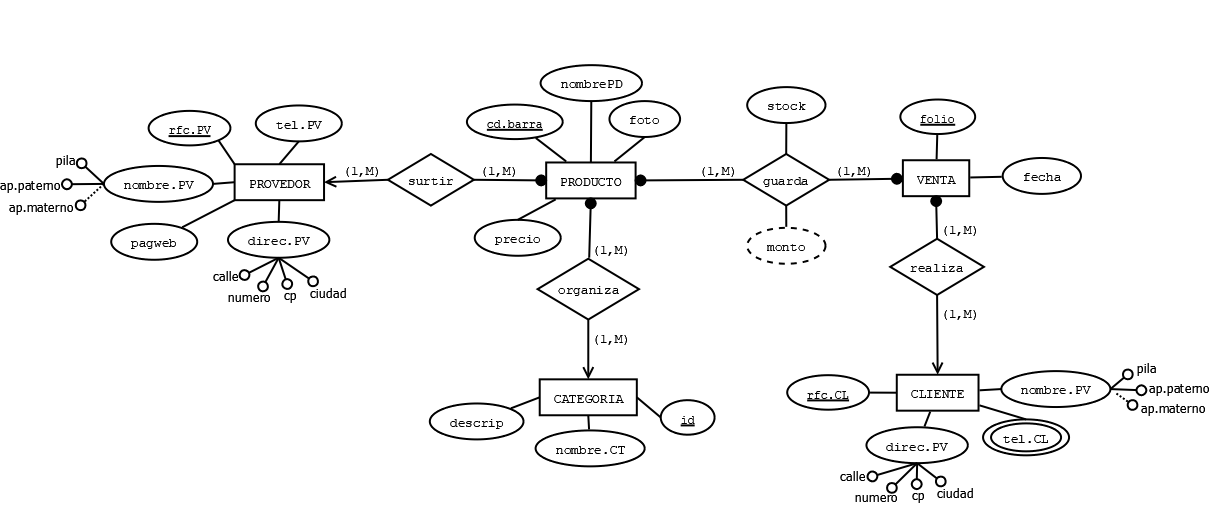 nombrePD
stock
cd.barra
foto
folio
rfc.PV
tel.PV
pila
ap.paterno
ap.materno
nombre.PV
PROVEDOR
(1,M)
surtir
(1,M)
PRODUCTO
(1,M)
guarda
(1,M)
VENTA
fecha
pagweb
direc.PV
precio
monto
calle
numero
cp
ciudad
(1,M)
organiza
(1,M)
(1,M)
realiza
(1,M)
CATEGORIA
descrip
nombre.CT
id
rfc.CL
CLIENTE
nombre.PV
pila
ap.paterno
ap.materno
tel.CL
direc.PV
calle
numero
cp
ciudad